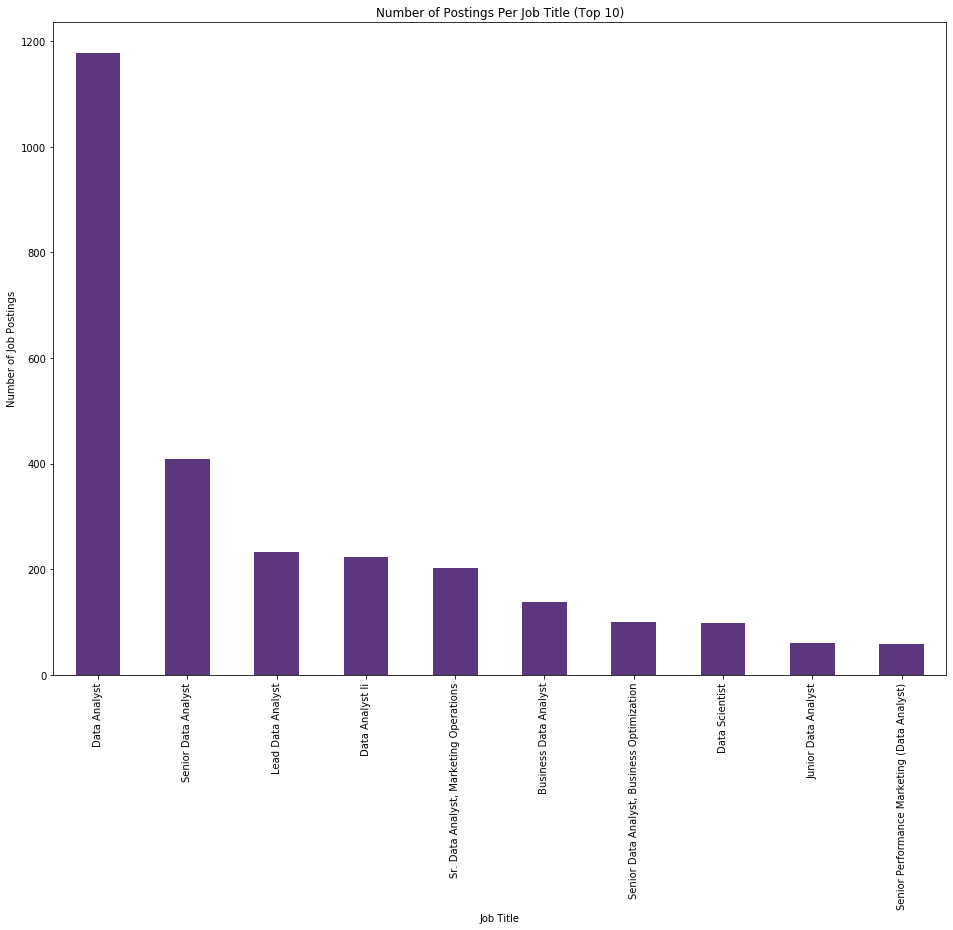 Number of Postings Per Job Title (Top 10)
Number of Job Postings
1200
1000
800
600
400
200
0
Data Analyst
Senior Data Analyst
Lead Data Analyst
Data Analyst Ii
Sr. Data Analyst, Marketing Operations
Business Data Analyst
Senior Data Analyst, Business Optimization
Data Scientist
Junior Data Analyst
Senior Performance Marketing (Data Analyst)
Job Title